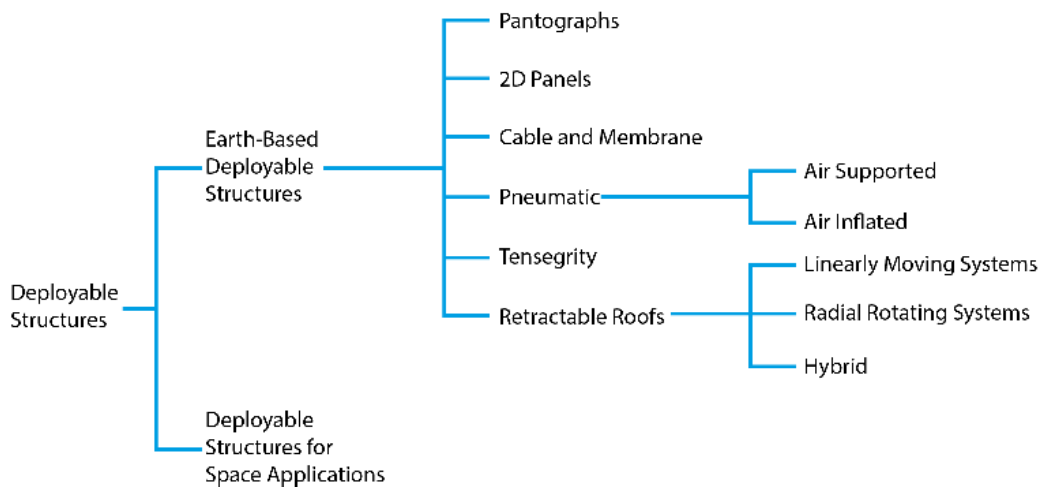 Pantographs
2D Panels
Earth-Based
Deployable
Structures
Cable and Membrane
Pneumatic
Air Supported
Air Inflated
Tensegrity
Retractable Roofs
Linearly Moving Systems
Radial Rotating Systems
Hybrid
Deployable
Structures
Deployable
Structures for
Space Applications